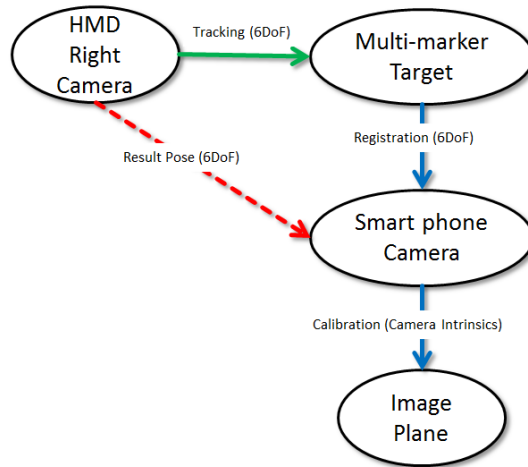 HMD
Right
Camera
Tracking (6DoF)
Multi-marker
Target
Registration (6DoF)
Result Pose (6DoF)
Smart phone
Camera
Calibration (Camera Intrinsics)
Image
Plane